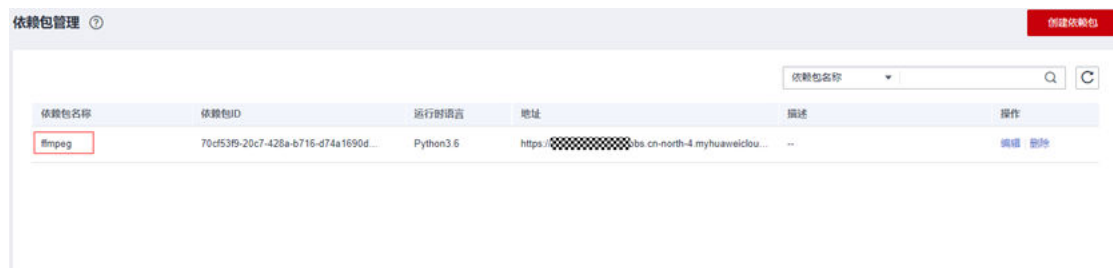 依赖包管理 ?
创建依赖包
依赖包名称
依赖包名称 依赖包ID 运行时语言 地址 描述 操作
ffmpeg 70cf53f9-20c7-428a-b716-d74a1690d... Python3.6 https:// obs.cn-north-4.myhuaweiclou... -- 编辑 删除